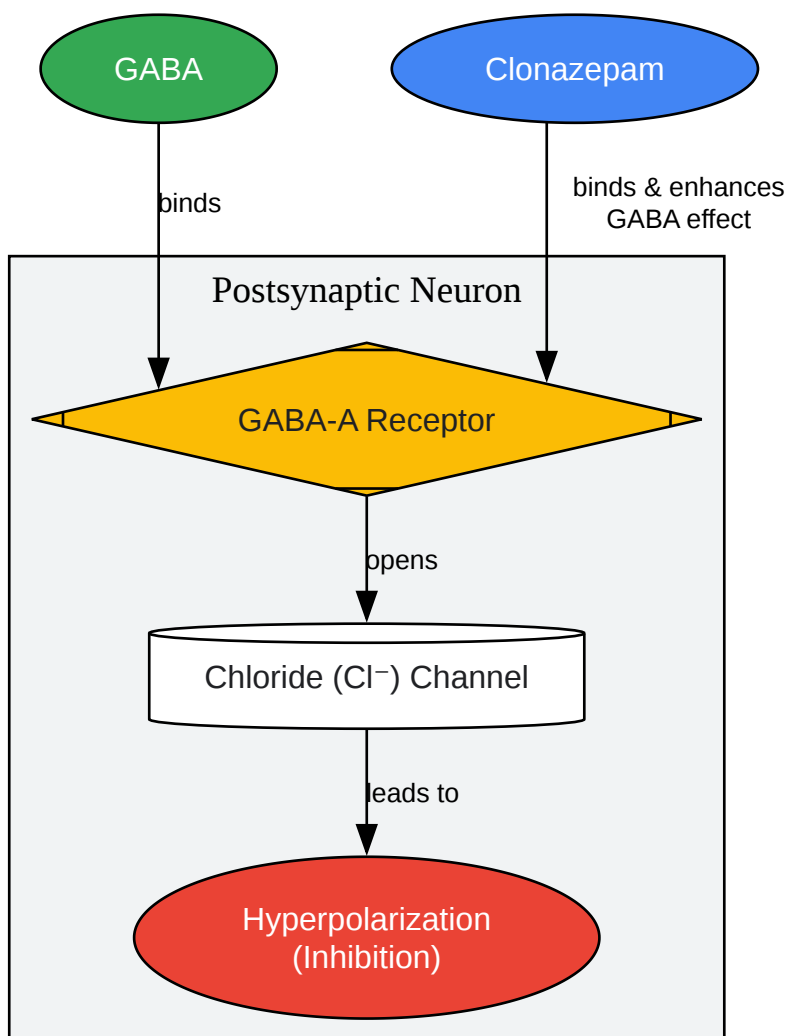 GABA
Clonazepam
binds
binds & enhances
GABA effect
Postsynaptic Neuron
GABA-A Receptor
opens
Chloride (Cl⁻) Channel
leads to
Hyperpolarization
(Inhibition)